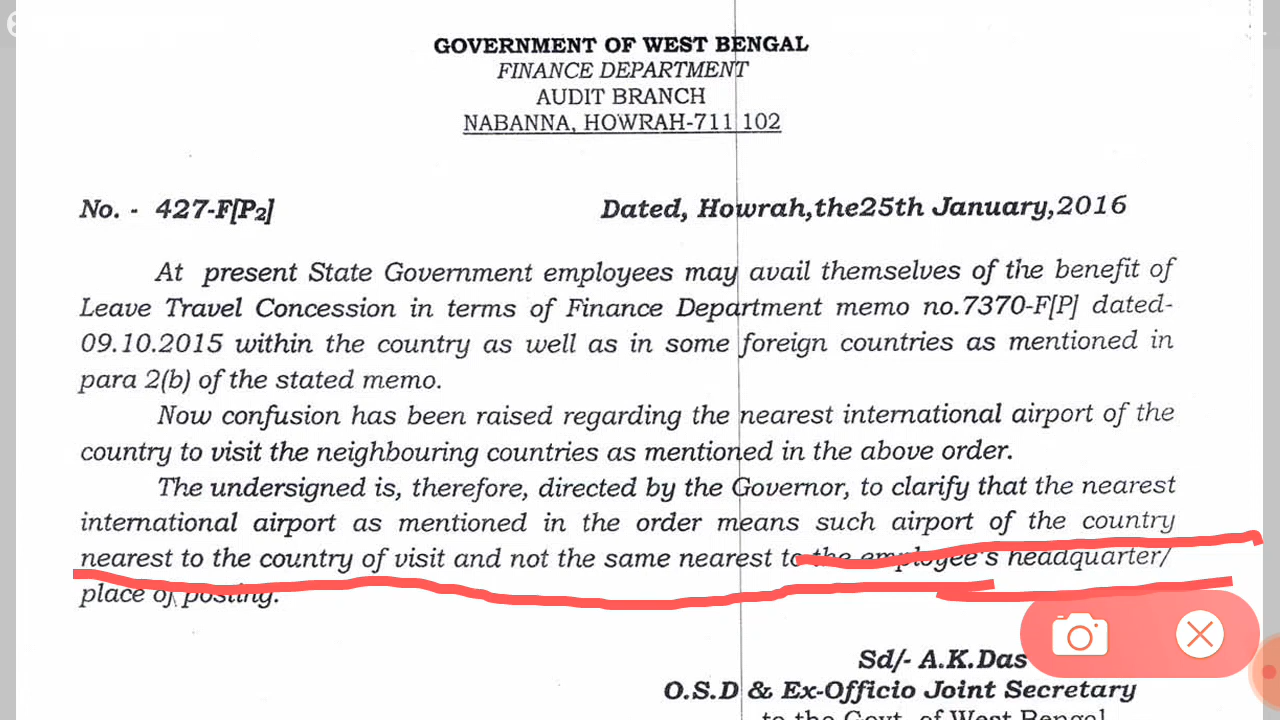 GOVERNMENT OF WEST BENGAL
FINANCE DEPARTMENT
AUDIT BRANCH
NABANNA, HOWRAH-711 102
No. - 427-F[P2] Dated, Howrah,the25th January,2016
At present State Government employees may avail themselves of the benefit of
Leave Travel Concession in terms of Finance Department memo no.7370-F[P] dated-
09.10.2015 within the country as well as in some foreign countries as mentioned in
para 2(b) of the stated memo.
Now confusion has been raised regarding the nearest international airport of the
country to visit the neighbouring countries as mentioned in the above order.
The undersigned is, therefore, directed by the Governor, to clarify that the nearest
international airport as mentioned in the order means such airport of the country
nearest to the country of visit and not the same nearest to the employee's headquarter/
place of posting.
Sd/- A.K.Das
O.S.D & Ex-Officio Joint Secretary
to the Govt. of West Bengal